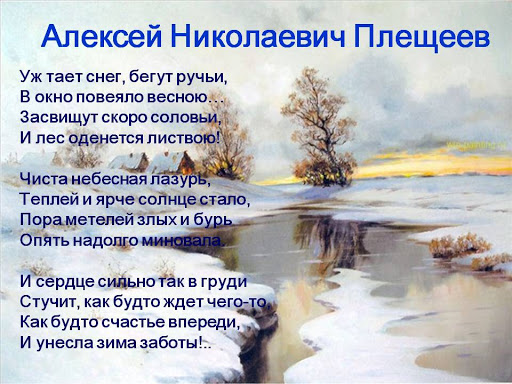 Алексей Николаевич Плещеев
Уж тает снег, бегут ручьи,
В окно повеяло весною…
Засвищут скоро соловьи,
И лес оденется листвою!
Чиста небесная лазурь,
Теплей и ярче солнце стало,
Пора метелей злых и бурь
Опять надолго миновала.
И сердце сильно так в груди
Стучит, как будто ждет чего-то,
Как будто счастье впереди,
И унесла зима заботы!..